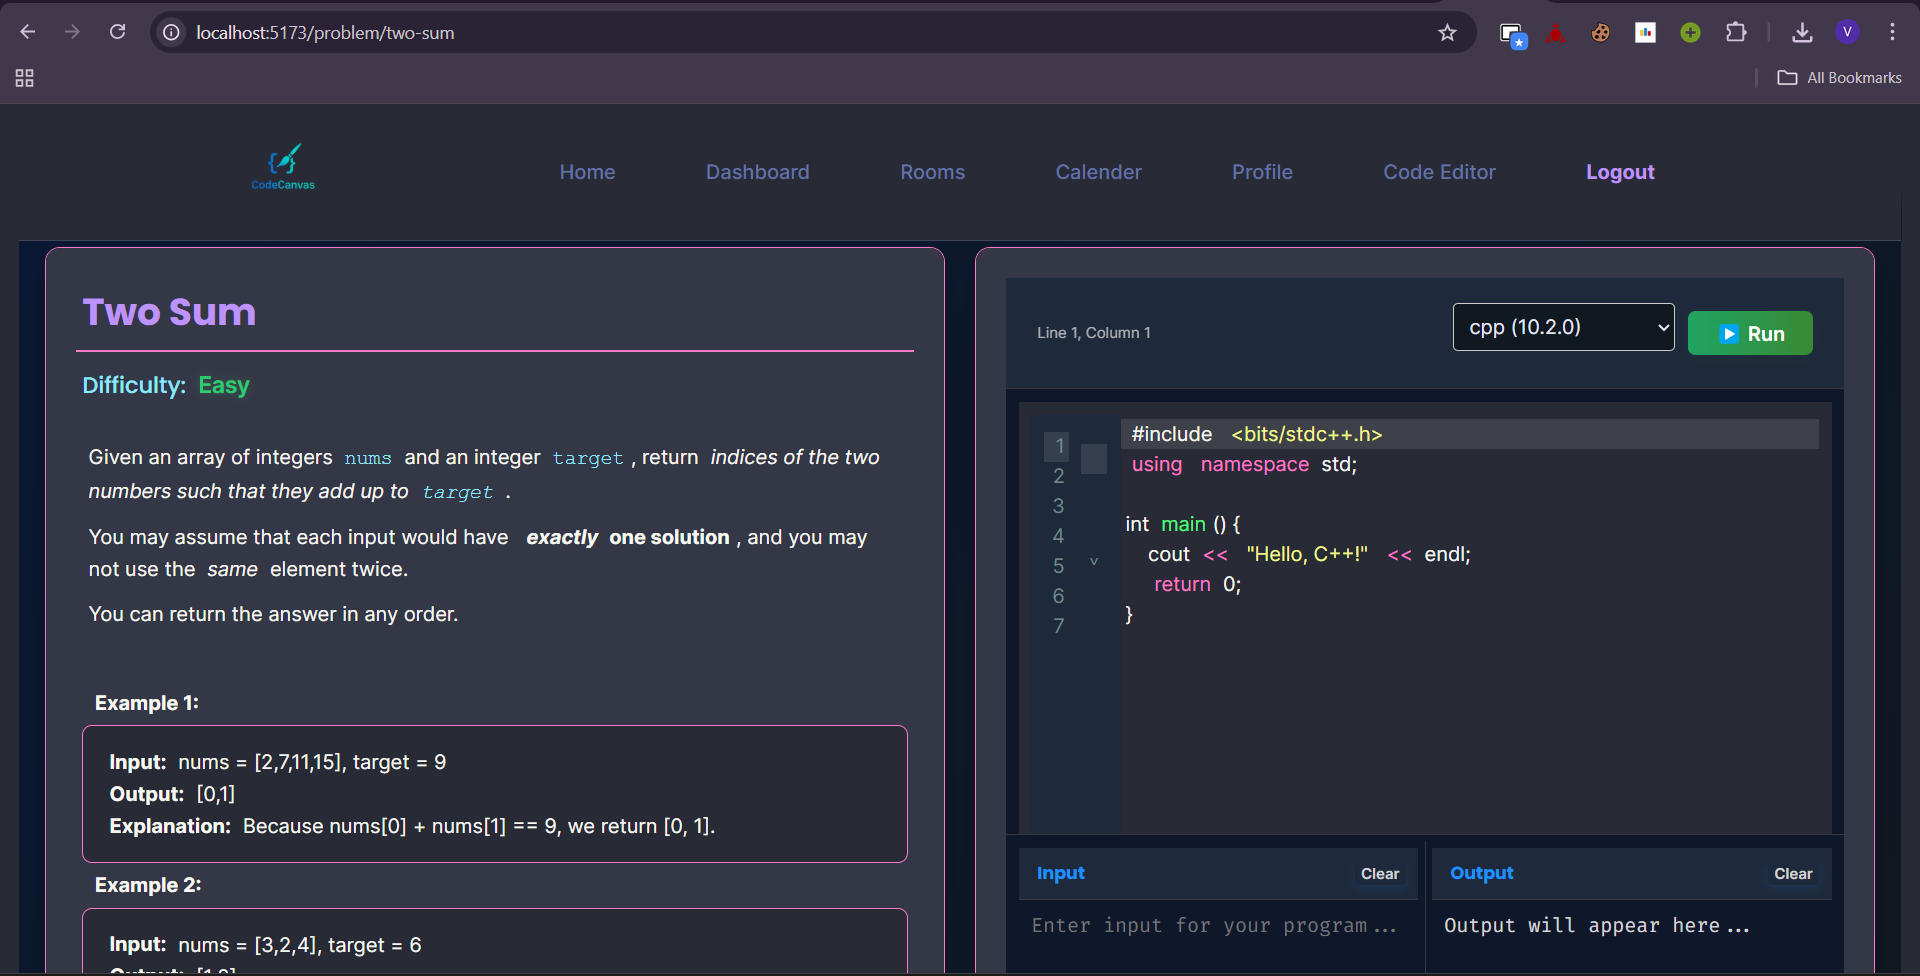 localhost:5173/problem/two-sum
V
All Bookmarks
CodeCanvas
Home
Dashboard
Rooms
Calender
Profile
Code Editor
Logout
Two Sum
Difficulty: Easy
Given an array of integers nums and an integer target , return indices of the two
numbers such that they add up to target .
You may assume that each input would have exactly one solution , and you may
not use the same element twice.
You can return the answer in any order.
Example 1:
Input: nums = [2,7,11,15], target = 9
Output: [0,1]
Explanation: Because nums[0] + nums[1] == 9, we return [0, 1].
Example 2:
Input: nums = [3,2,4], target = 6
Output: [1,2]
Line 1, Column 1
cpp (10.2.0)
Run
1 #include <bits/stdc++.h>
2 using namespace std;
3
4 int main () {
5 cout << "Hello, C++!" << endl;
6 return 0;
7 }
Input
Clear
Enter input for your program...
Output
Clear
Output will appear here...